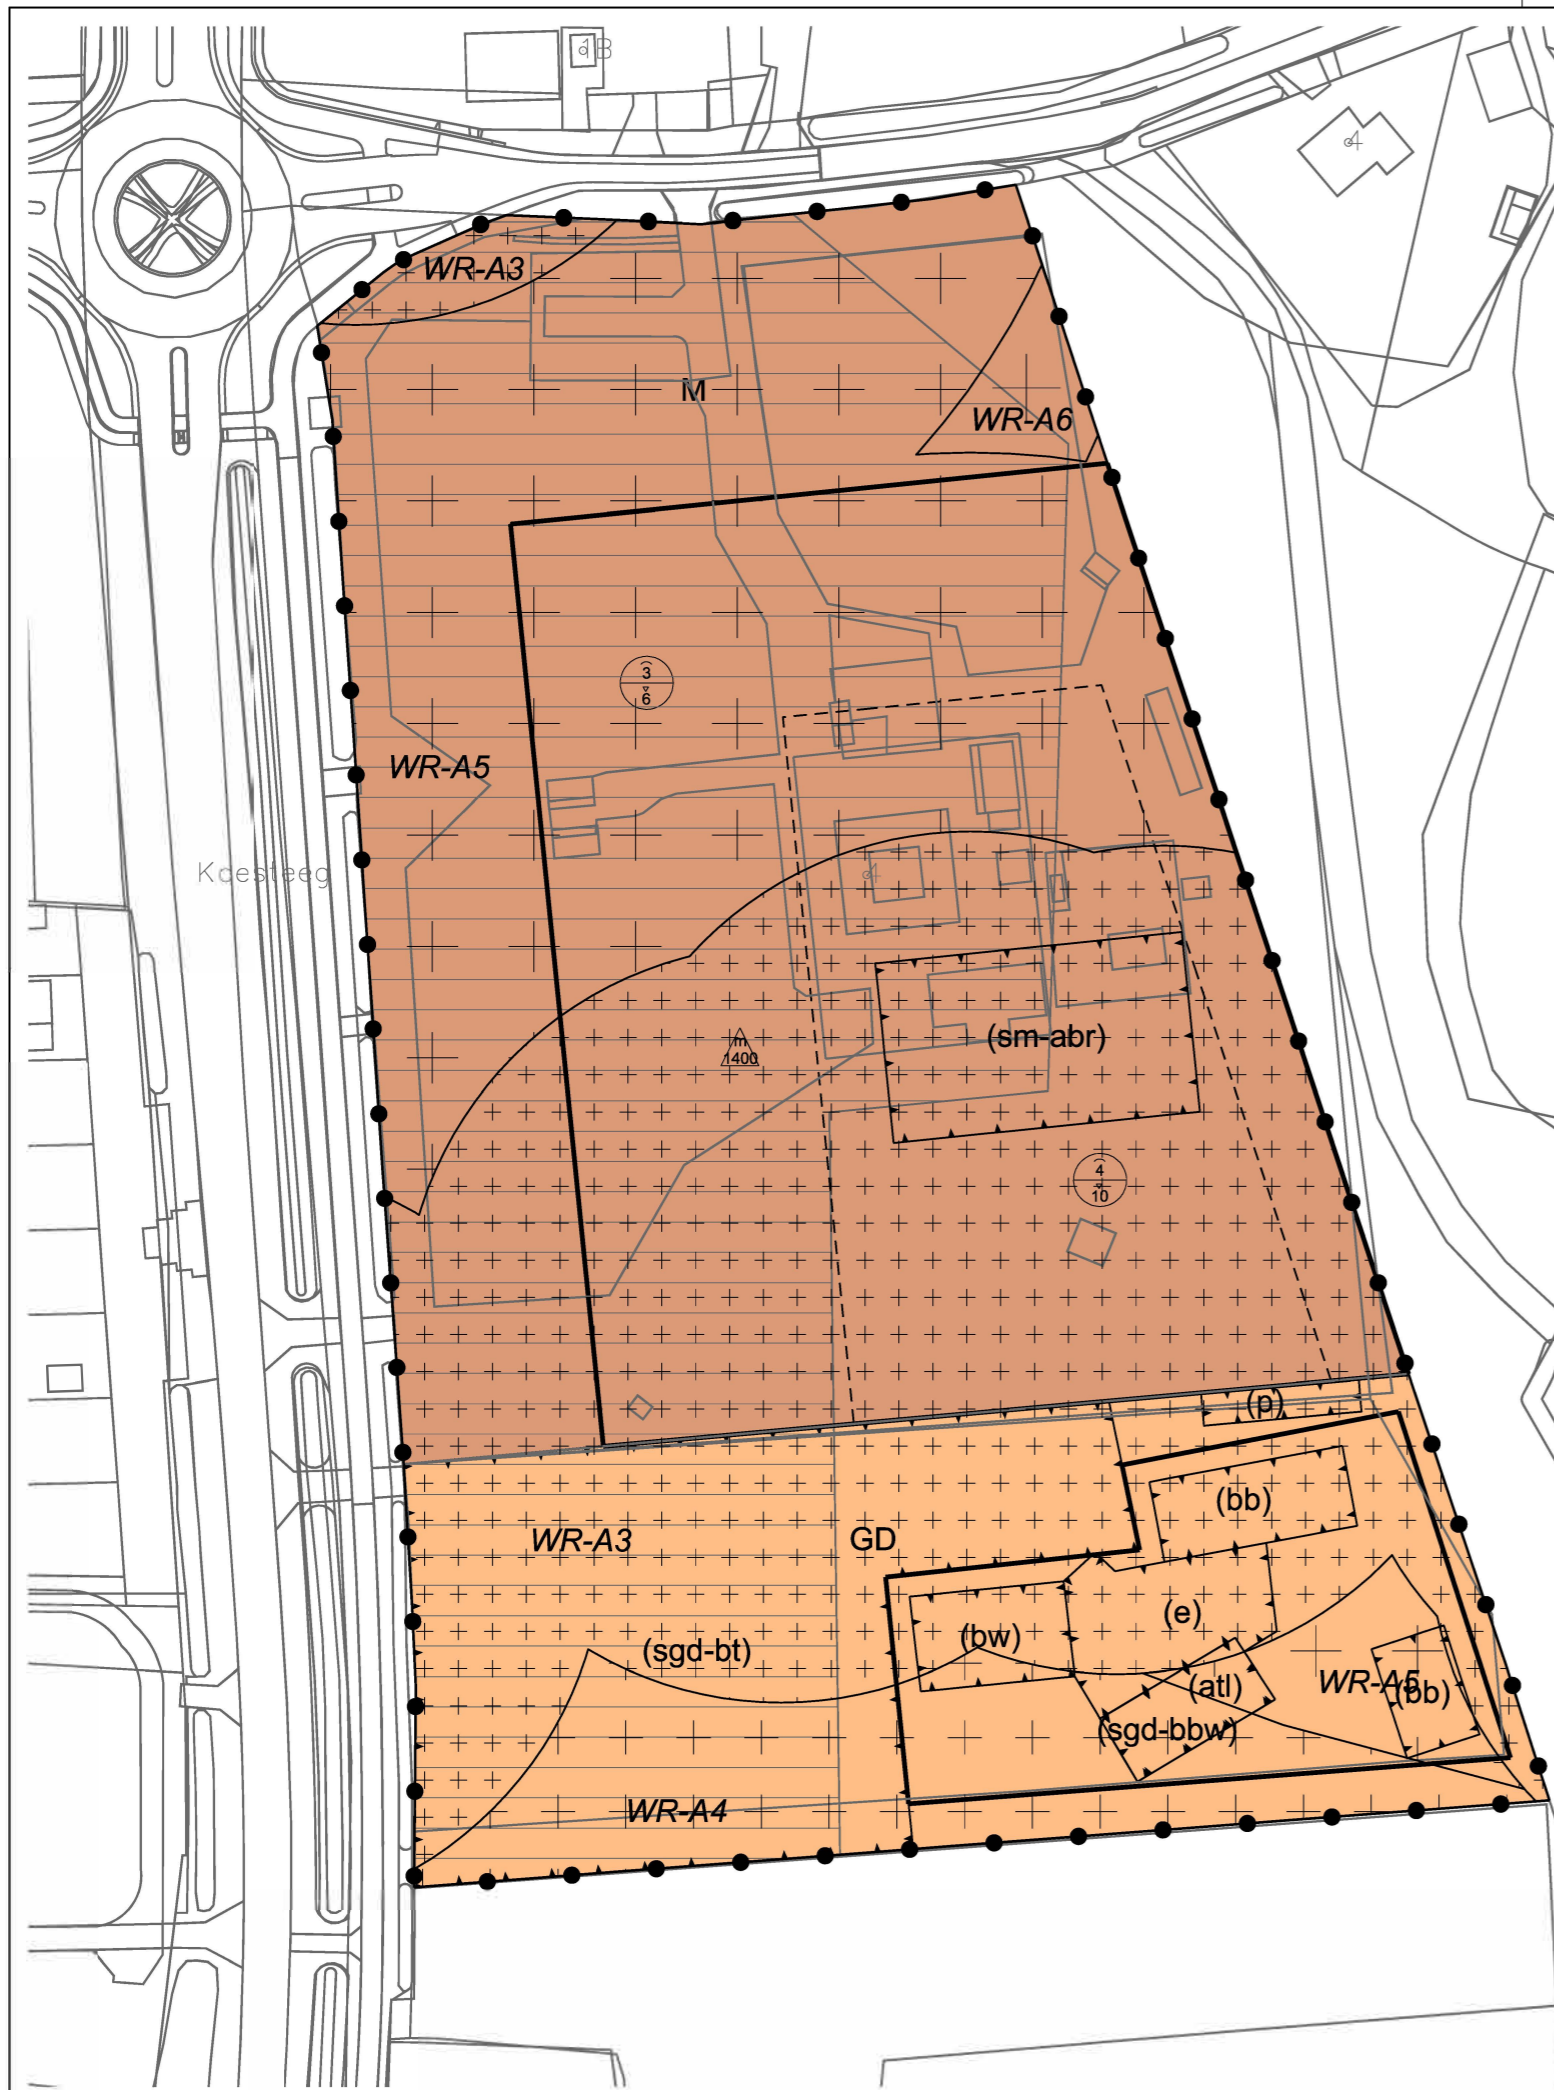 1B
4
WR-A3
M
WR-A6
3
6
WR-A5
Koesteeg
4
(sm-abr)
m
1400
4
10
(p)
(bb)
WR-A3
GD
(e)
(bw)
(sgd-bt)
WR-A5
(atl)
(bb)
(sgd-bbw)
WR-A4